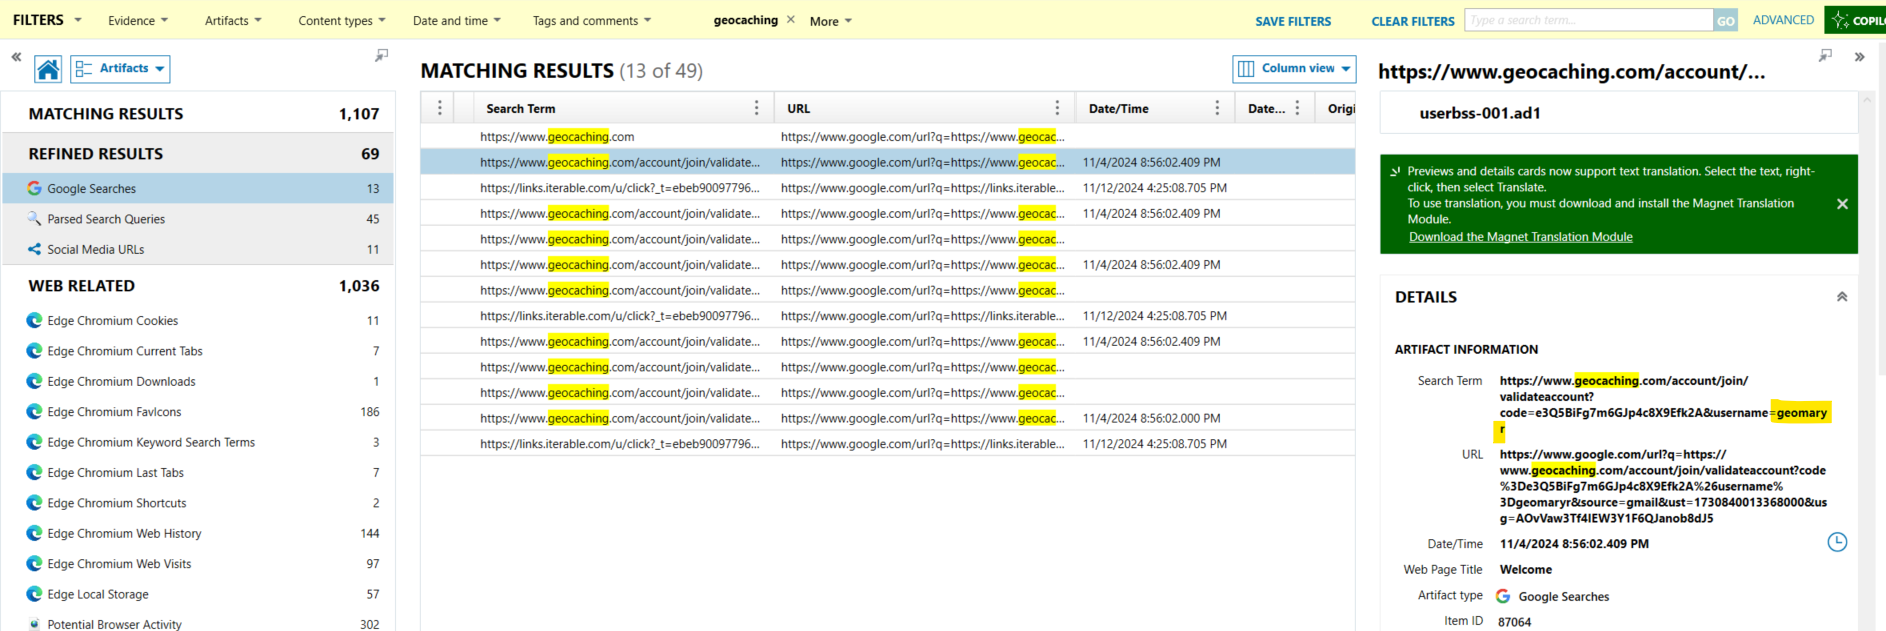 FILTERS Evidence Artifacts Content types Date and time Tags and comments geocaching × More SAVE FILTERS CLEAR FILTERS Type a search term... GO ADVANCED
Artifacts
MATCHING RESULTS 1,107
REFINED RESULTS 69
Google Searches 13
Parsed Search Queries 45
Social Media URLs 11
WEB RELATED 1,036
Edge Chromium Cookies 11
Edge Chromium Current Tabs 7
Edge Chromium Downloads 1
Edge Chromium FavIcons 186
Edge Chromium Keyword Search Terms 3
Edge Chromium Last Tabs 7
Edge Chromium Shortcuts 2
Edge Chromium Web History 144
Edge Chromium Web Visits 97
Edge Local Storage 57
Potential Browser Activity 302
MATCHING RESULTS (13 of 49) Column view
Search Term URL Date/Time Date... Origi
https://www.geocaching.com https://www.google.com/url?q=https://www.geocac...
https://www.geocaching.com/account/join/validate... https://www.google.com/url?q=https://www.geocac... 11/4/2024 8:56:02.409 PM
https://links.iterable.com/u/click?_t=ebeb90097796... https://www.google.com/url?q=https://links.iterable... 11/12/2024 4:25:08.705 PM
https://www.geocaching.com/account/join/validate... https://www.google.com/url?q=https://www.geocac... 11/4/2024 8:56:02.409 PM
https://www.geocaching.com/account/join/validate... https://www.google.com/url?q=https://www.geocac...
https://www.geocaching.com/account/join/validate... https://www.google.com/url?q=https://www.geocac... 11/4/2024 8:56:02.409 PM
https://www.geocaching.com/account/join/validate... https://www.google.com/url?q=https://www.geocac...
https://links.iterable.com/u/click?_t=ebeb90097796... https://www.google.com/url?q=https://links.iterable... 11/12/2024 4:25:08.705 PM
https://www.geocaching.com/account/join/validate... https://www.google.com/url?q=https://www.geocac... 11/4/2024 8:56:02.409 PM
https://www.geocaching.com/account/join/validate... https://www.google.com/url?q=https://www.geocac...
https://www.geocaching.com/account/join/validate... https://www.google.com/url?q=https://www.geocac...
https://www.geocaching.com/account/join/validate... https://www.google.com/url?q=https://www.geocac... 11/4/2024 8:56:02.000 PM
https://links.iterable.com/u/click?_t=ebeb90097796... https://www.google.com/url?q=https://links.iterable... 11/12/2024 4:25:08.705 PM
https://www.geocaching.com/account/...
userbss-001.ad1
Previews and details cards now support text translation. Select the text, right-
click, then select Translate.
To use translation, you must download and install the Magnet Translation
Module.
Download the Magnet Translation Module
DETAILS
ARTIFACT INFORMATION
Search Term https://www.geocaching.com/account/join/
validateaccount?
code=e3Q5BiFg7m6GJp4c8X9Efk2A&username=geomary
r
URL https://www.google.com/url?q=https://
www.geocaching.com/account/join/validateaccount?code
%3De3Q5BiFg7m6GJp4c8X9Efk2A%26username%
3Dgeomaryr&source=gmail&ust=1730840013368000&us
g=AOvVaw3Tf4IEW3Y1F6QJanob8dJ5
Date/Time 11/4/2024 8:56:02.409 PM
Web Page Title Welcome
Artifact type Google Searches
Item ID 87064